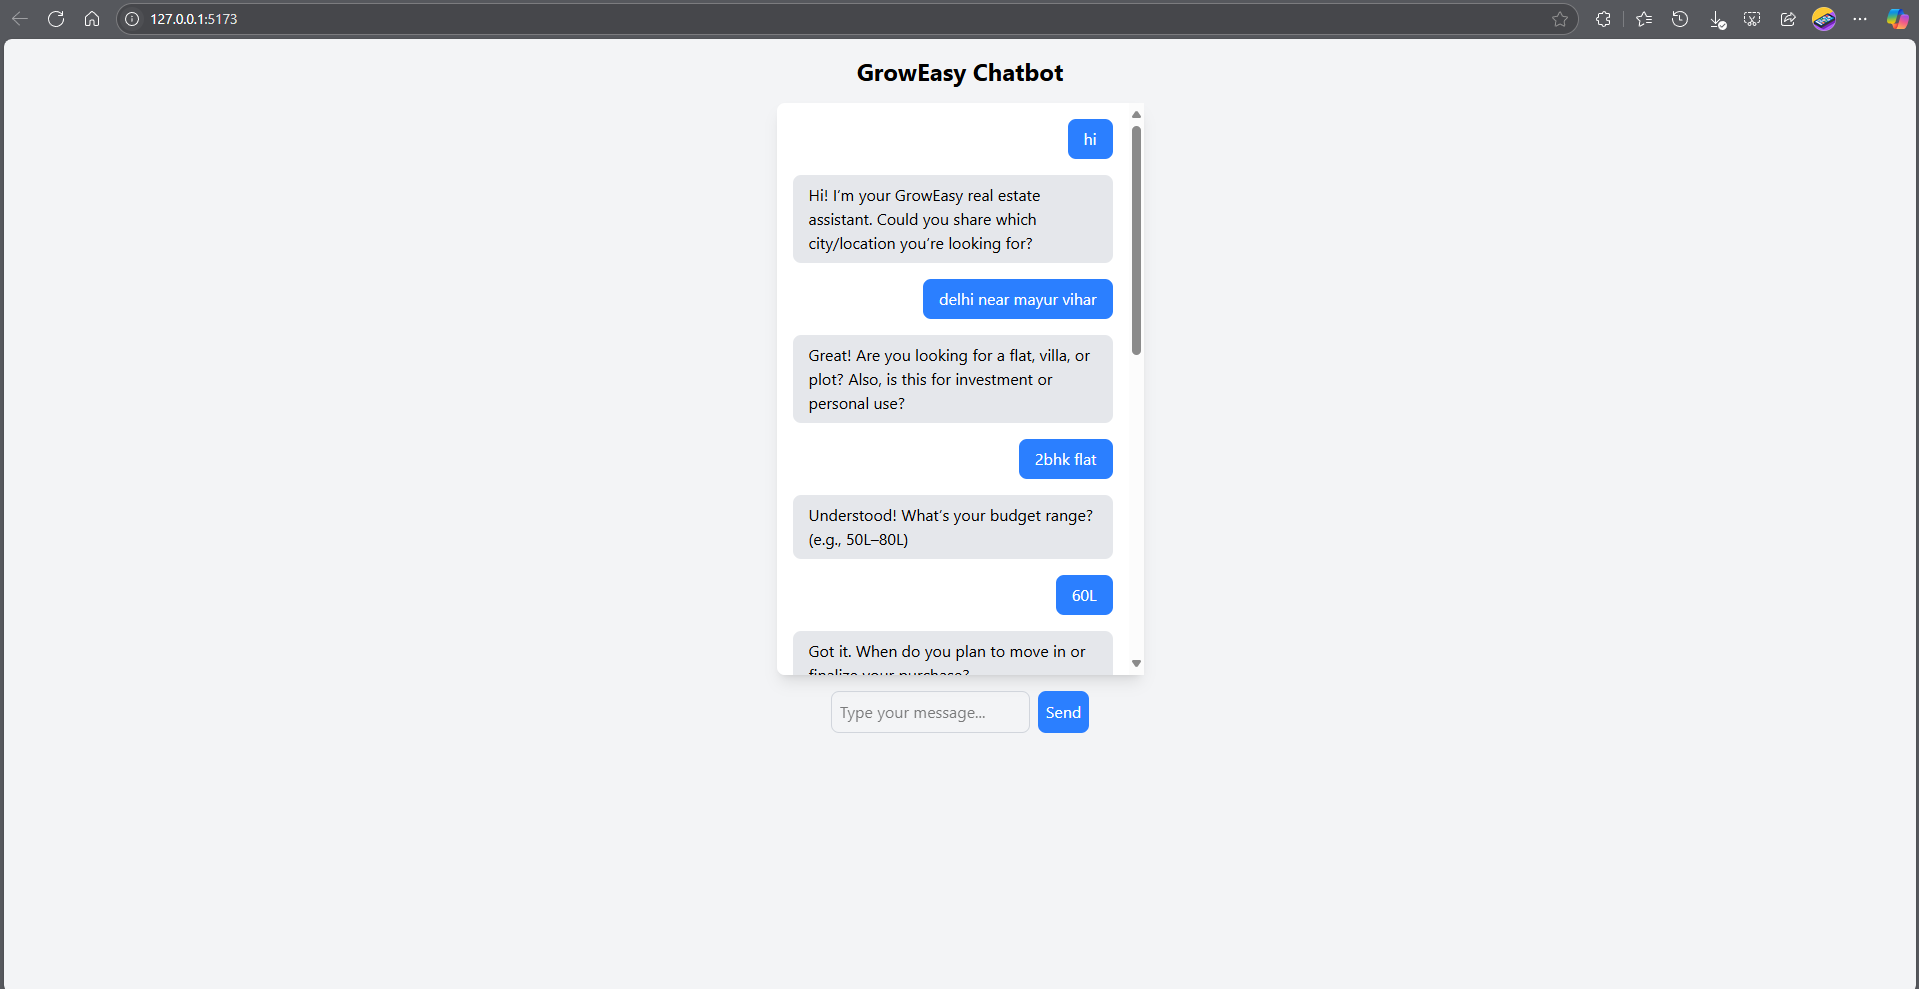 127.0.0.1:5173
GrowEasy Chatbot
hi
Hi! I’m your GrowEasy real estate
assistant. Could you share which
city/location you’re looking for?
delhi near mayur vihar
Great! Are you looking for a flat, villa, or
plot? Also, is this for investment or
personal use?
2bhk flat
Understood! What’s your budget range?
(e.g., 50L–80L)
60L
Got it. When do you plan to move in or
finalize your purchase?
Type your message...
Send